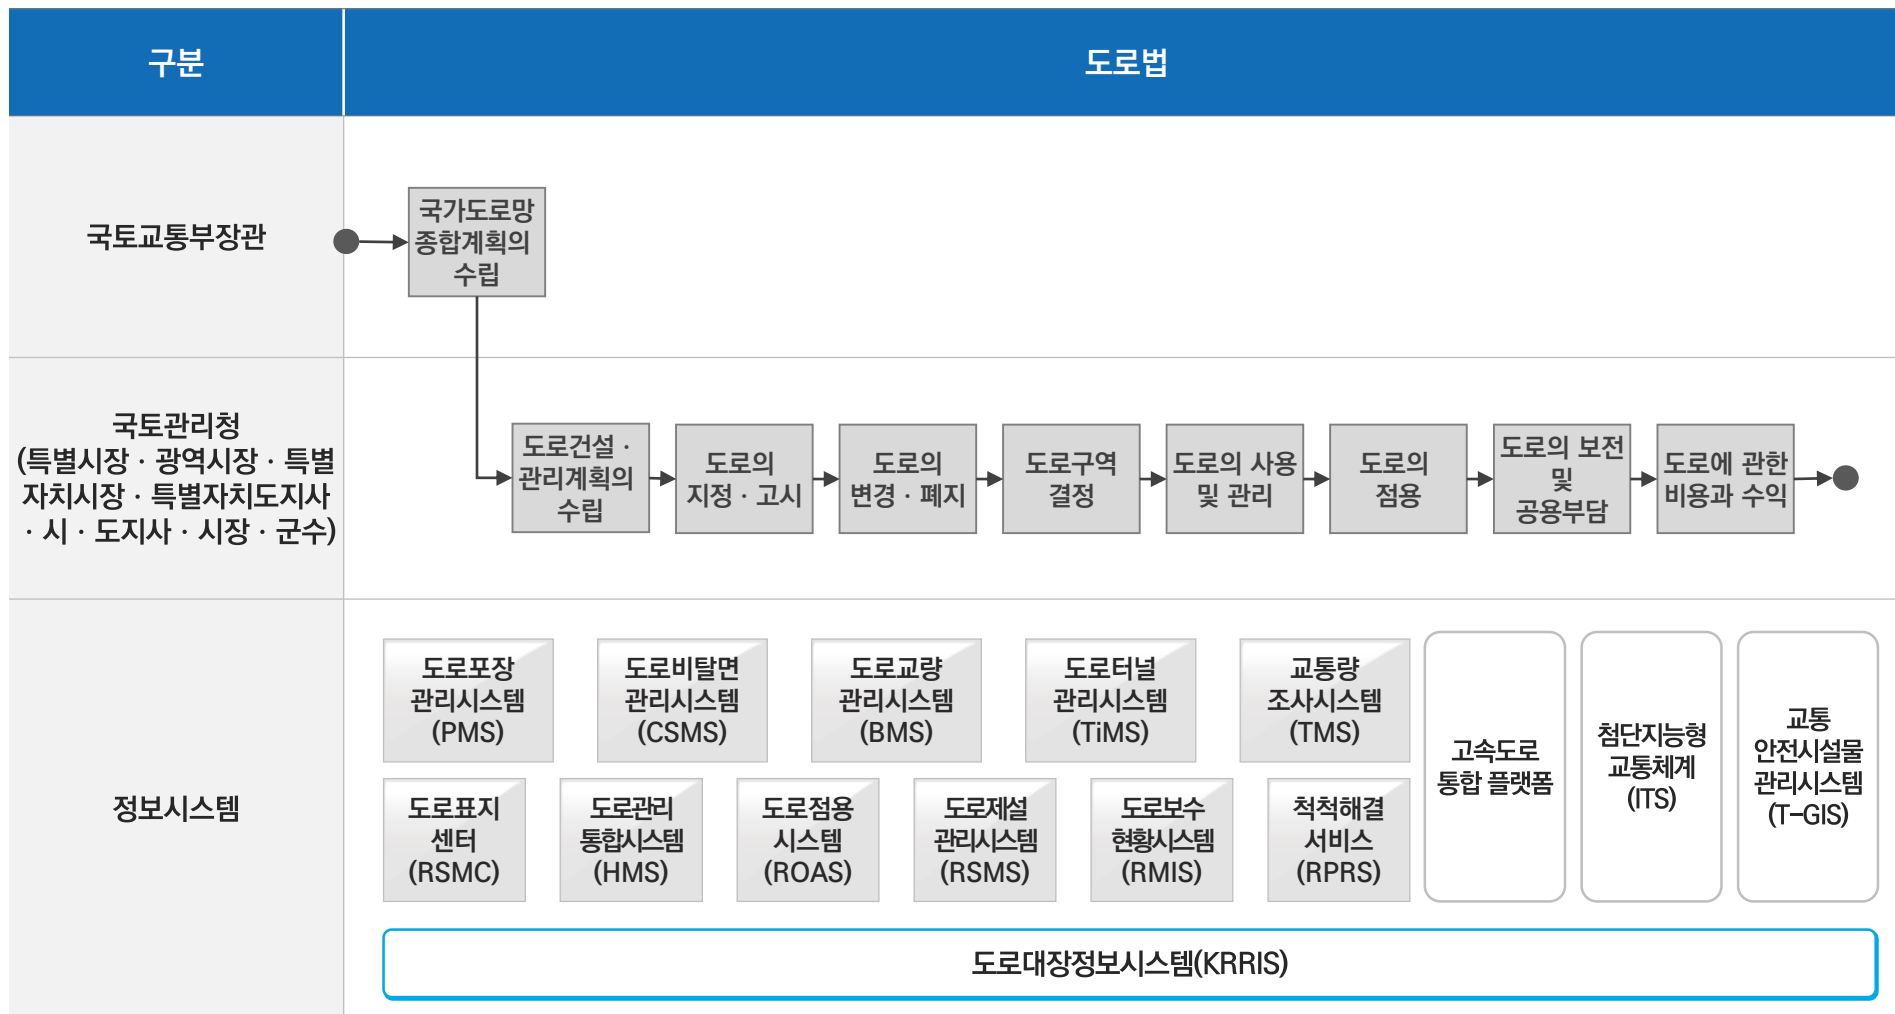 구분
도로법
국토교통부장관
국가도로망
종합계획의
수립
국토관리청
(특별시장 · 광역시장 · 특별
자치시장 · 특별자치도지사
· 시 · 도지사 · 시장 · 군수)
도로건설 ·
관리계획의
수립
도로의
지정 · 고시
도로의
변경 · 폐지
도로구역
결정
도로의 사용
및 관리
도로의
점용
도로의 보전
및
공용부담
도로에 관한
비용과 수익
정보시스템
도로포장
관리시스템
(PMS)
도로비탈면
관리시스템
(CSMS)
도로교량
관리시스템
(BMS)
도로터널
관리시스템
(TiMS)
교통량
조사시스템
(TMS)
도로표지
센터
(RSMC)
도로관리
통합시스템
(HMS)
도로점용
시스템
(ROAS)
도로제설
관리시스템
(RSMS)
도로보수
현황시스템
(RMIS)
척척해결
서비스
(RPRS)
고속도로
통합 플랫폼
첨단지능형
교통체계
(ITS)
교통
안전시설물
관리시스템
(T-GIS)
도로대장정보시스템(KRRIS)